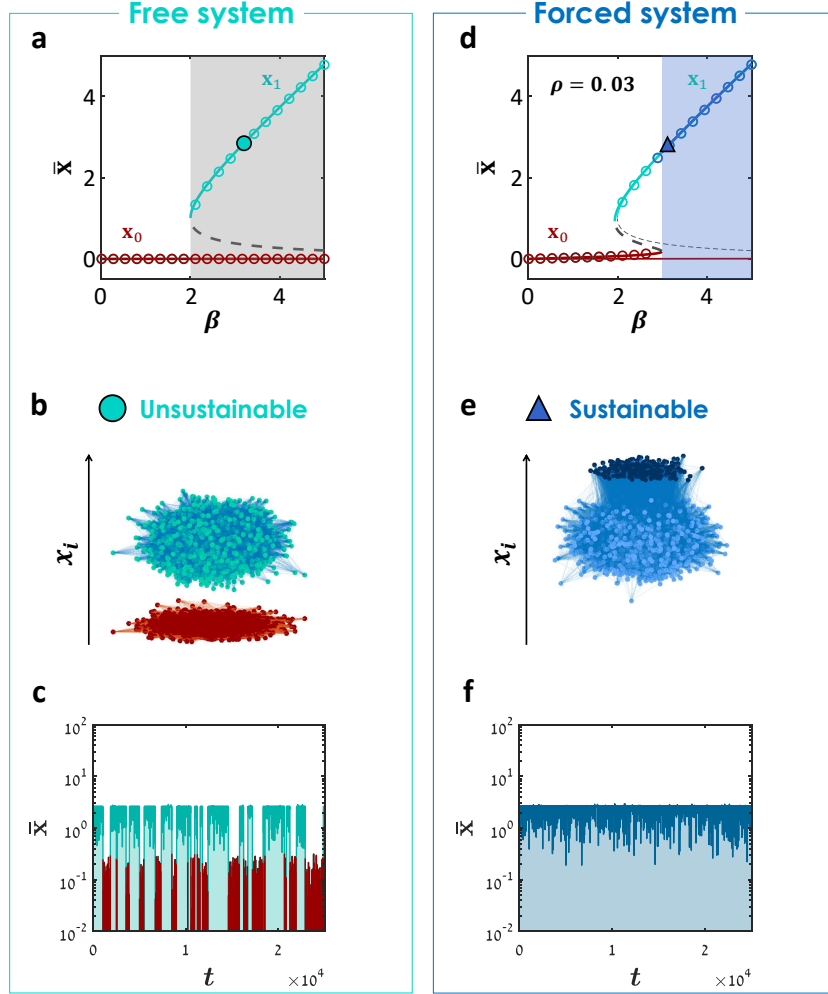 Free system
a
4
2
0
x̄
x₁
x₀
0 2 4
β
b
Unsustainable
xᵢ
c
10²
10¹
10⁰
10⁻¹
10⁻²
x̄
0 1 2
t
×10⁴
Forced system
d
ρ = 0.03
4
2
0
x̄
x₁
x₀
0 2 4
β
e
Sustainable
xᵢ
f
10²
10¹
10⁰
10⁻¹
10⁻²
x̄
0 1 2
t
×10⁴